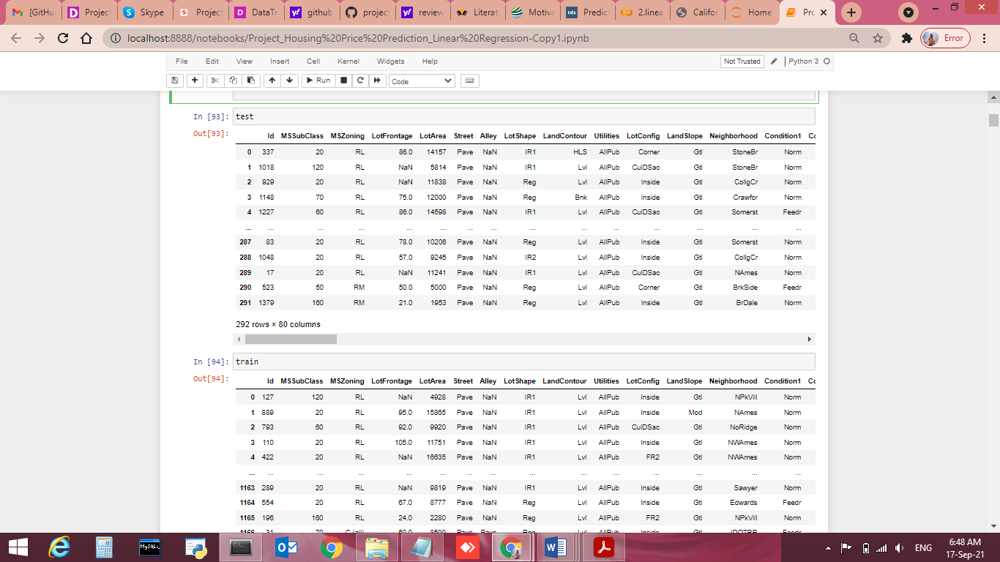 [GitHu Project Skype Project DataTr github project review Literat Motiva Predic 2.linea Califor Home Pro
localhost:8888/notebooks/Project_Housing%20Price%20Prediction_Linear%20Regression-Copy1.ipynb Error
File Edit View Insert Cell Kernel Widgets Help Not Trusted Python 3
Run Code
In [93]: test
Out[93]:
Id MSSubClass MSZoning LotFrontage LotArea Street Alley LotShape LandContour Utilities LotConfig LandSlope Neighborhood Condition1 Co
0 337 20 RL 86.0 14157 Pave NaN IR1 HLS AllPub Corner Gtl StoneBr Norm
1 1018 120 RL NaN 5814 Pave NaN IR1 Lvl AllPub CulDSac Gtl StoneBr Norm
2 929 20 RL NaN 11838 Pave NaN Reg Lvl AllPub Inside Gtl CollgCr Norm
3 1148 70 RL 75.0 12000 Pave NaN Reg Bnk AllPub Inside Gtl Crawfor Norm
4 1227 60 RL 86.0 14598 Pave NaN IR1 Lvl AllPub CulDSac Gtl Somerst Feedr
... ... ... ... ... ... ... ... ... ... ... ... ... ... ...
287 83 20 RL 78.0 10206 Pave NaN Reg Lvl AllPub Inside Gtl Somerst Norm
288 1048 20 RL 57.0 9245 Pave NaN IR2 Lvl AllPub Inside Gtl CollgCr Norm
289 17 20 RL NaN 11241 Pave NaN IR1 Lvl AllPub CulDSac Gtl NAmes Norm
290 523 50 RM 50.0 5000 Pave NaN Reg Lvl AllPub Corner Gtl BrkSide Feedr
291 1379 160 RM 21.0 1953 Pave NaN Reg Lvl AllPub Inside Gtl BrDale Norm
292 rows × 80 columns
In [94]: train
Out[94]:
Id MSSubClass MSZoning LotFrontage LotArea Street Alley LotShape LandContour Utilities LotConfig LandSlope Neighborhood Condition1 Co
0 127 120 RL NaN 4928 Pave NaN IR1 Lvl AllPub Inside Gtl NPkVill Norm
1 889 20 RL 95.0 15865 Pave NaN IR1 Lvl AllPub Inside Mod NAmes Norm
2 793 60 RL 92.0 9920 Pave NaN IR1 Lvl AllPub CulDSac Gtl NoRidge Norm
3 110 20 RL 105.0 11751 Pave NaN IR1 Lvl AllPub Inside Gtl NWAmes Norm
4 422 20 RL NaN 16635 Pave NaN IR1 Lvl AllPub FR2 Gtl NWAmes Norm
... ... ... ... ... ... ... ... ... ... ... ... ... ... ...
1163 289 20 RL NaN 9819 Pave NaN IR1 Lvl AllPub Inside Gtl Sawyer Norm
1164 554 20 RL 67.0 8777 Pave NaN Reg Lvl AllPub Inside Gtl Edwards Feedr
1165 196 160 RL 24.0 2280 Pave NaN Reg Lvl AllPub FR2 Gtl NPkVill Norm
1166 31 70 C (all) 50.0 8500 Pave Pave Reg Lvl AllPub Inside Gtl IDOTRR Feedr
ENG 6:48 AM
17-Sep-21